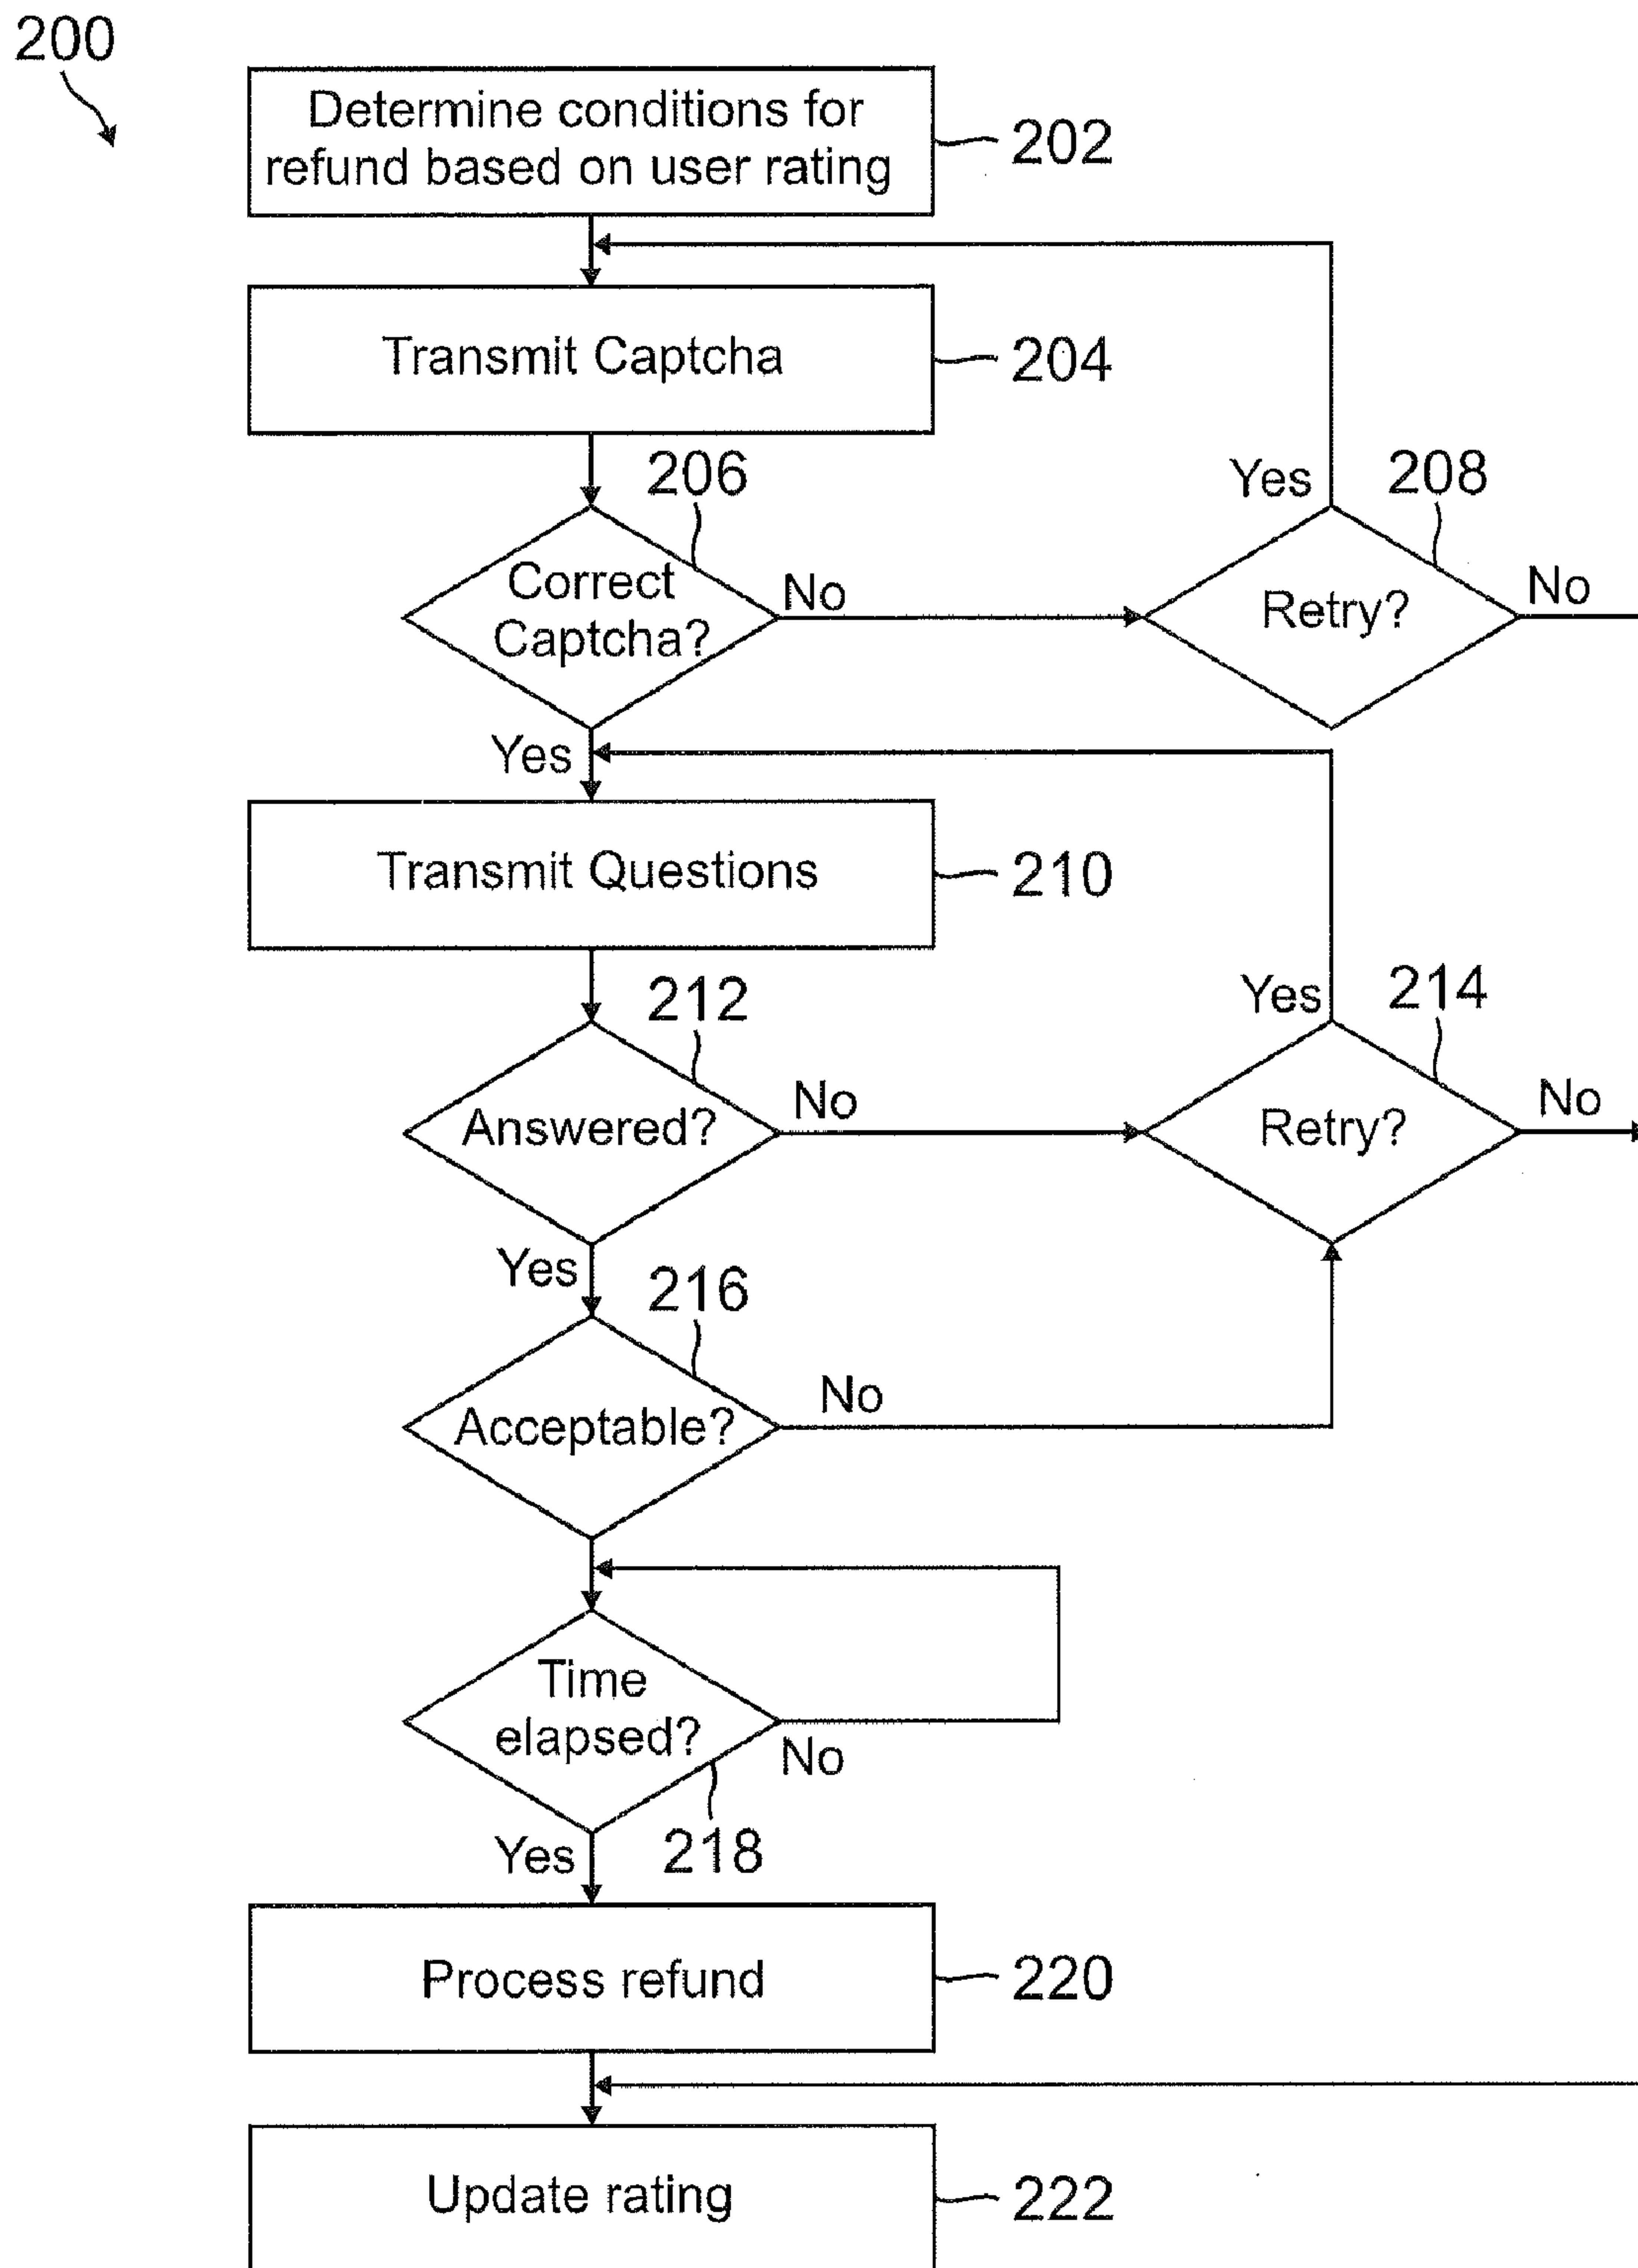 200
Determine conditions for
refund based on user rating
202
Transmit Captcha
204
206
Yes
208
Correct
Captcha?
No
Retry?
No
Yes
Transmit Questions
210
212
Yes
214
Answered?
No
Retry?
No
Yes
216
Acceptable?
No
Time
elapsed?
No
Yes
218
Process refund
220
Update rating
222